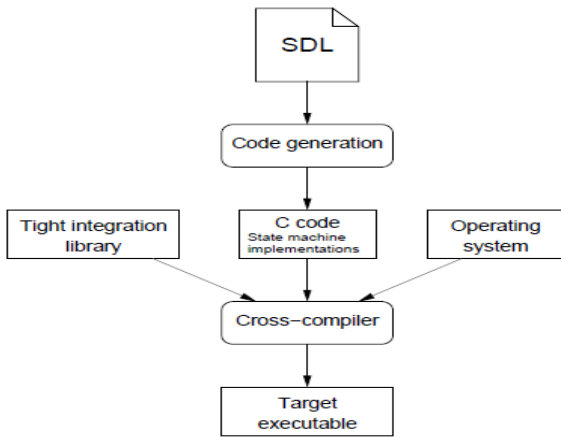 SDL
Code generation
Tight integration
library
C code
State machine
implementations
Operating
system
Cross−compiler
Target
executable